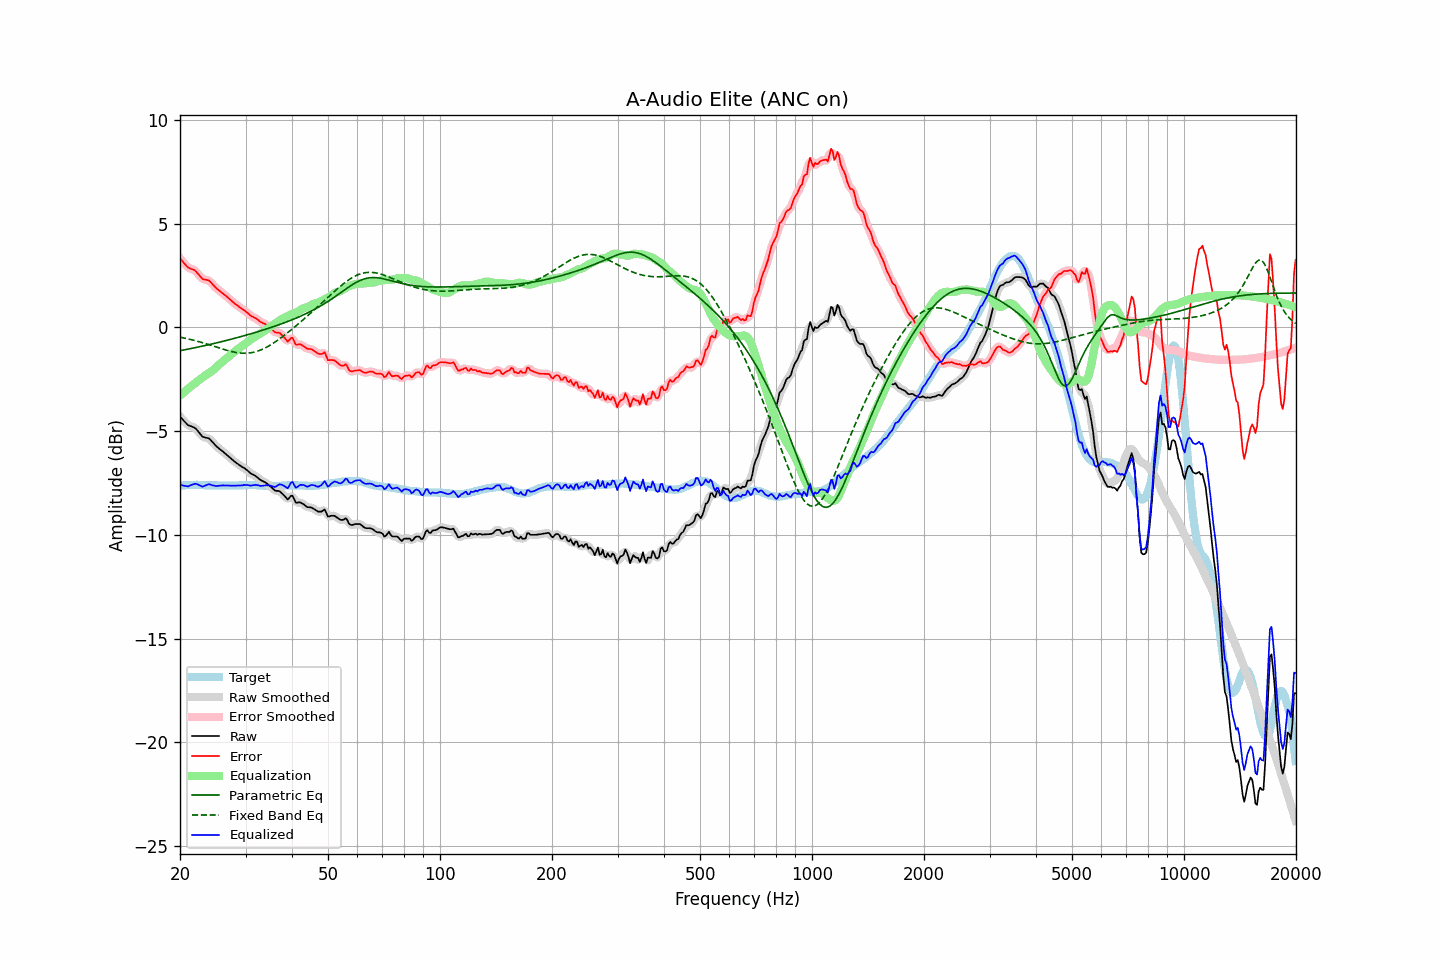 A-Audio Elite (ANC on)
10
5
0
−5
−10
−15
−20
−25
Amplitude (dBr)
Target
Raw Smoothed
Error Smoothed
Raw
Error
Equalization
Parametric Eq
Fixed Band Eq
Equalized
20 50 100 200 500 1000 2000 5000 10000 20000
Frequency (Hz)